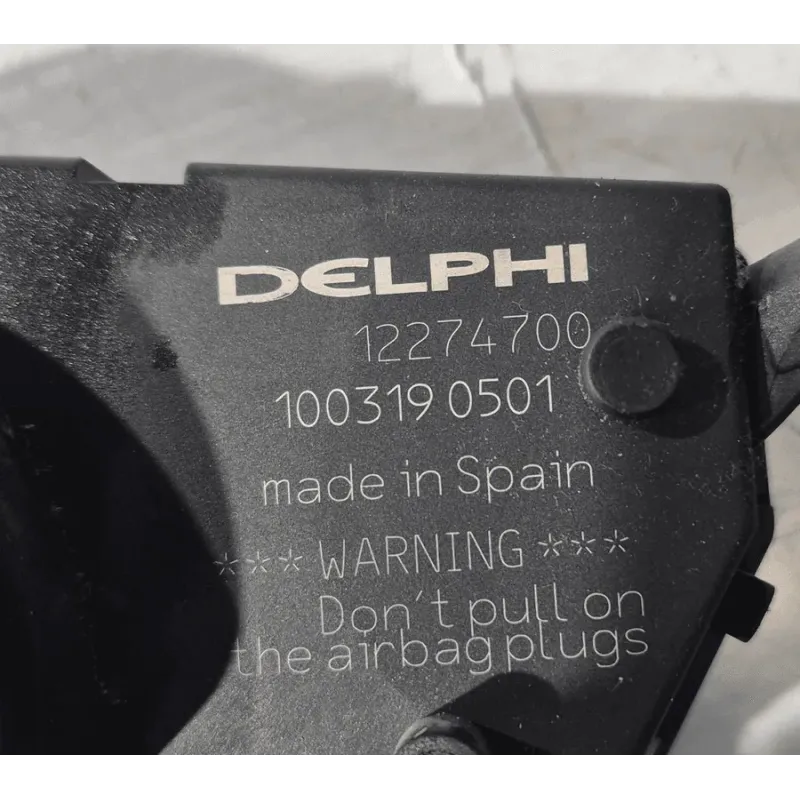 DELPHI
12274700
100319 0501
made in Spain
*** WARNING ***
Don't pull on
the airbag plugs